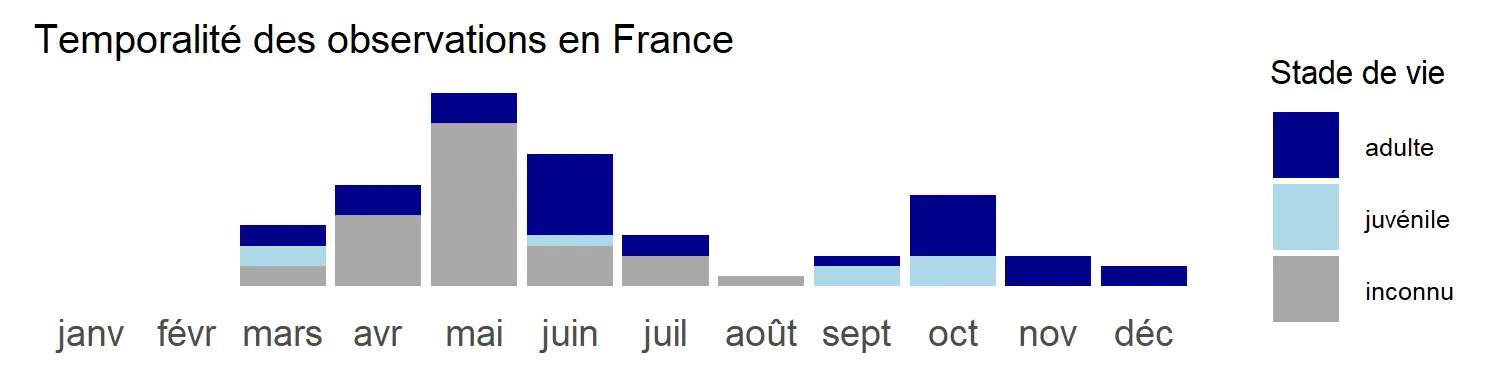 Temporalité des observations en France
Stade de vie
adulte
juvénile
inconnu
janv févr mars avr mai juin juil août sept oct nov déc